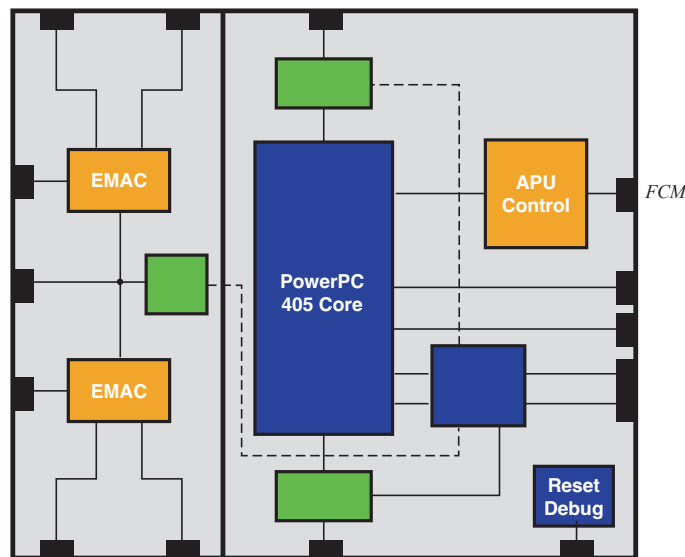 EMAC
APU
Control
FCM
PowerPC
405 Core
EMAC
Reset
Debug